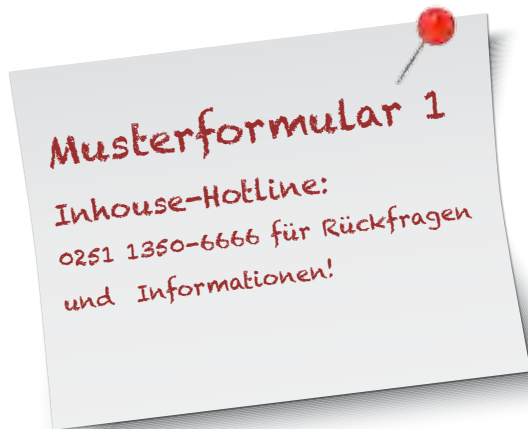 Musterformular 1
Inhouse-Hotline:
0251 1350-6666 für Rückfragen
und Informationen!